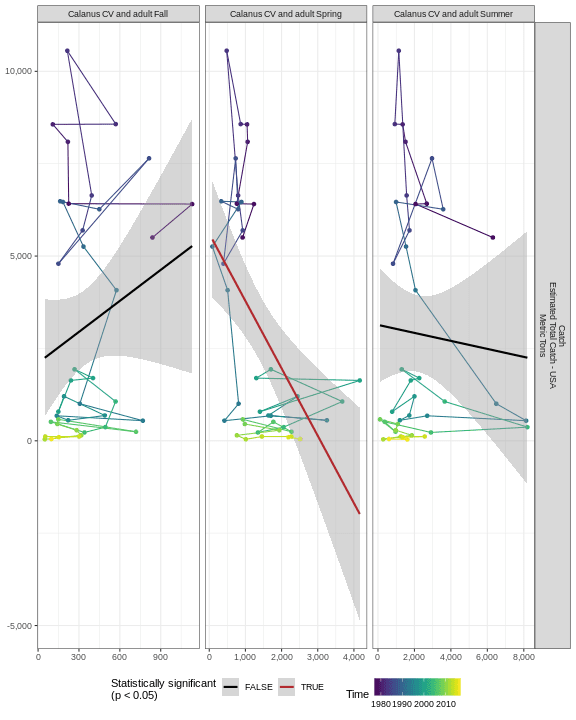 Calanus CV and adult Fall
Calanus CV and adult Spring
Calanus CV and adult Summer
10,000
5,000
0
-5,000
Catch
Estimated Total Catch - USA
Metric Tons
0 300 600 900
0 1,000 2,000 3,000 4,000
0 2,000 4,000 6,000 8,000
Statistically significant
(p < 0.05)
FALSE
TRUE
Time
1980 1990 2000 2010